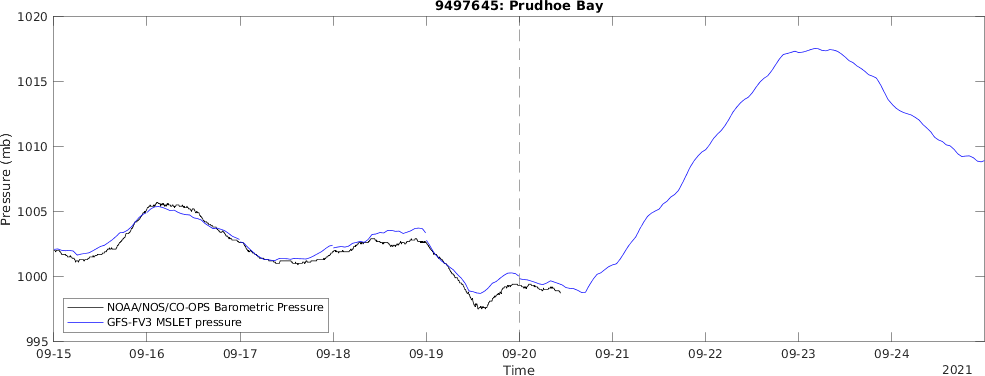 9497645: Prudhoe Bay
1020
1015
1010
1005
1000
995
Pressure (mb)
NOAA/NOS/CO-OPS Barometric Pressure
GFS-FV3 MSLET pressure
09-15 09-16 09-17 09-18 09-19 09-20 09-21 09-22 09-23 09-24
Time
2021